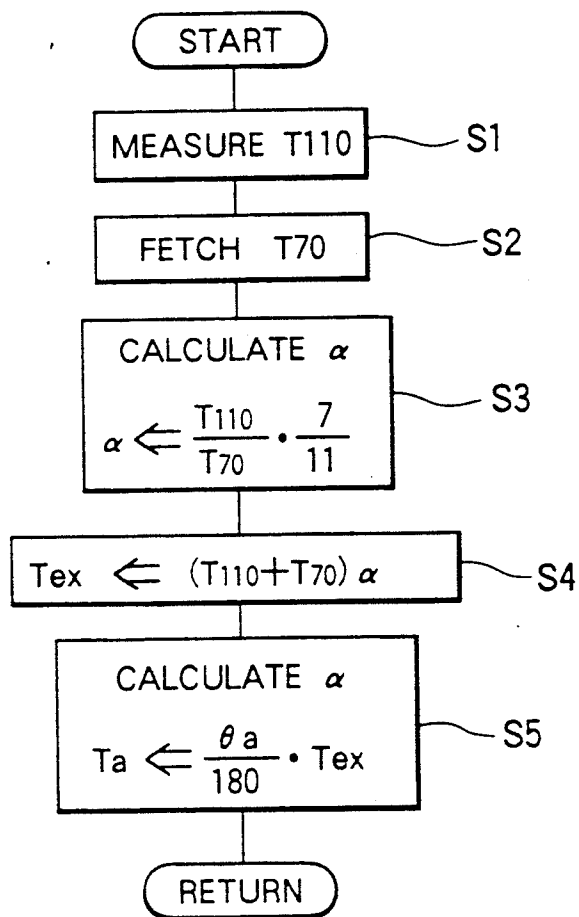 START
MEASURE T110
S1
FETCH T70
S2
CALCULATE α
α ⇐ T110/T70 · 7/11
S3
Tex ⇐ (T110+T70) α
S4
CALCULATE α
Ta ⇐ θa/180 · Tex
S5
RETURN